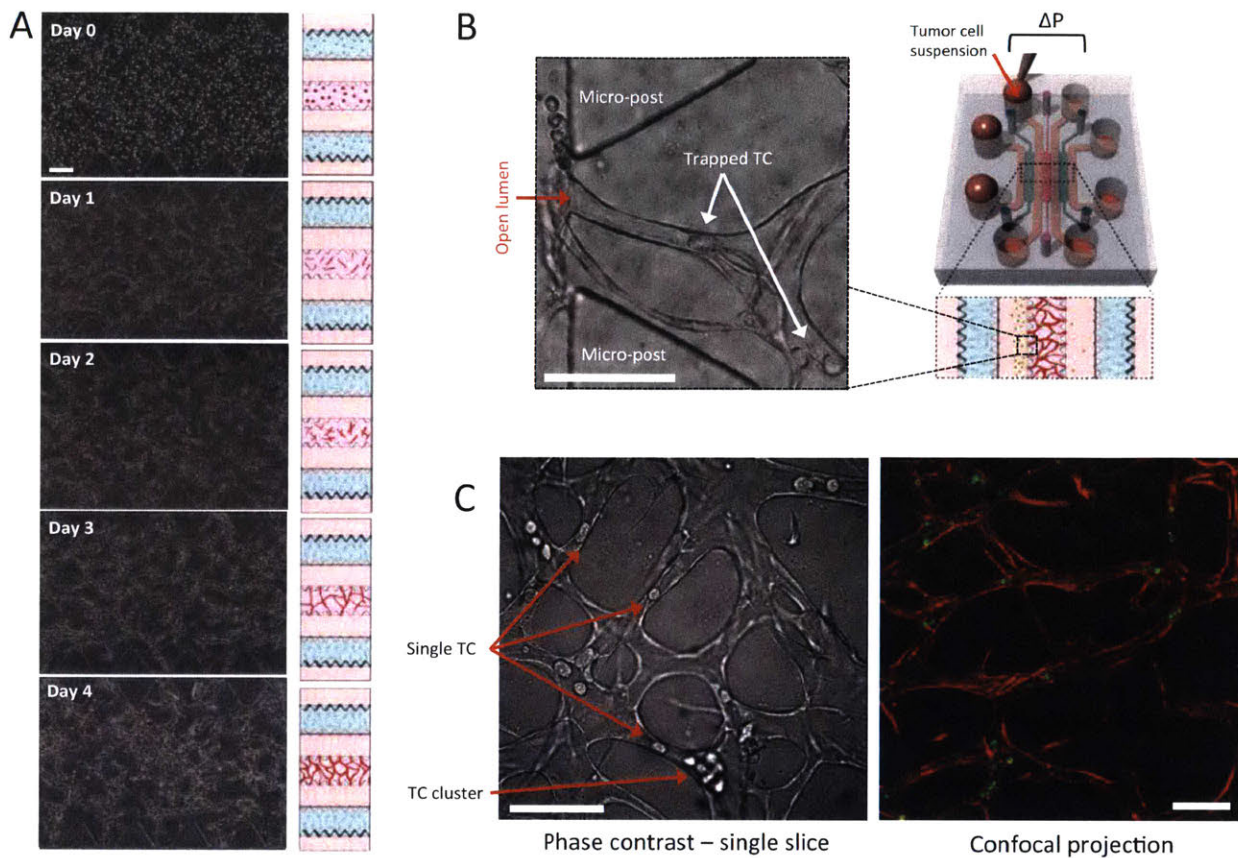 A
Day 0
Day 1
Day 2
Day 3
Day 4
B
Micro-post
Trapped TC
Open lumen
Micro-post
Tumor cell
suspension
ΔP
C
Single TC
TC cluster
Phase contrast – single slice
Confocal projection